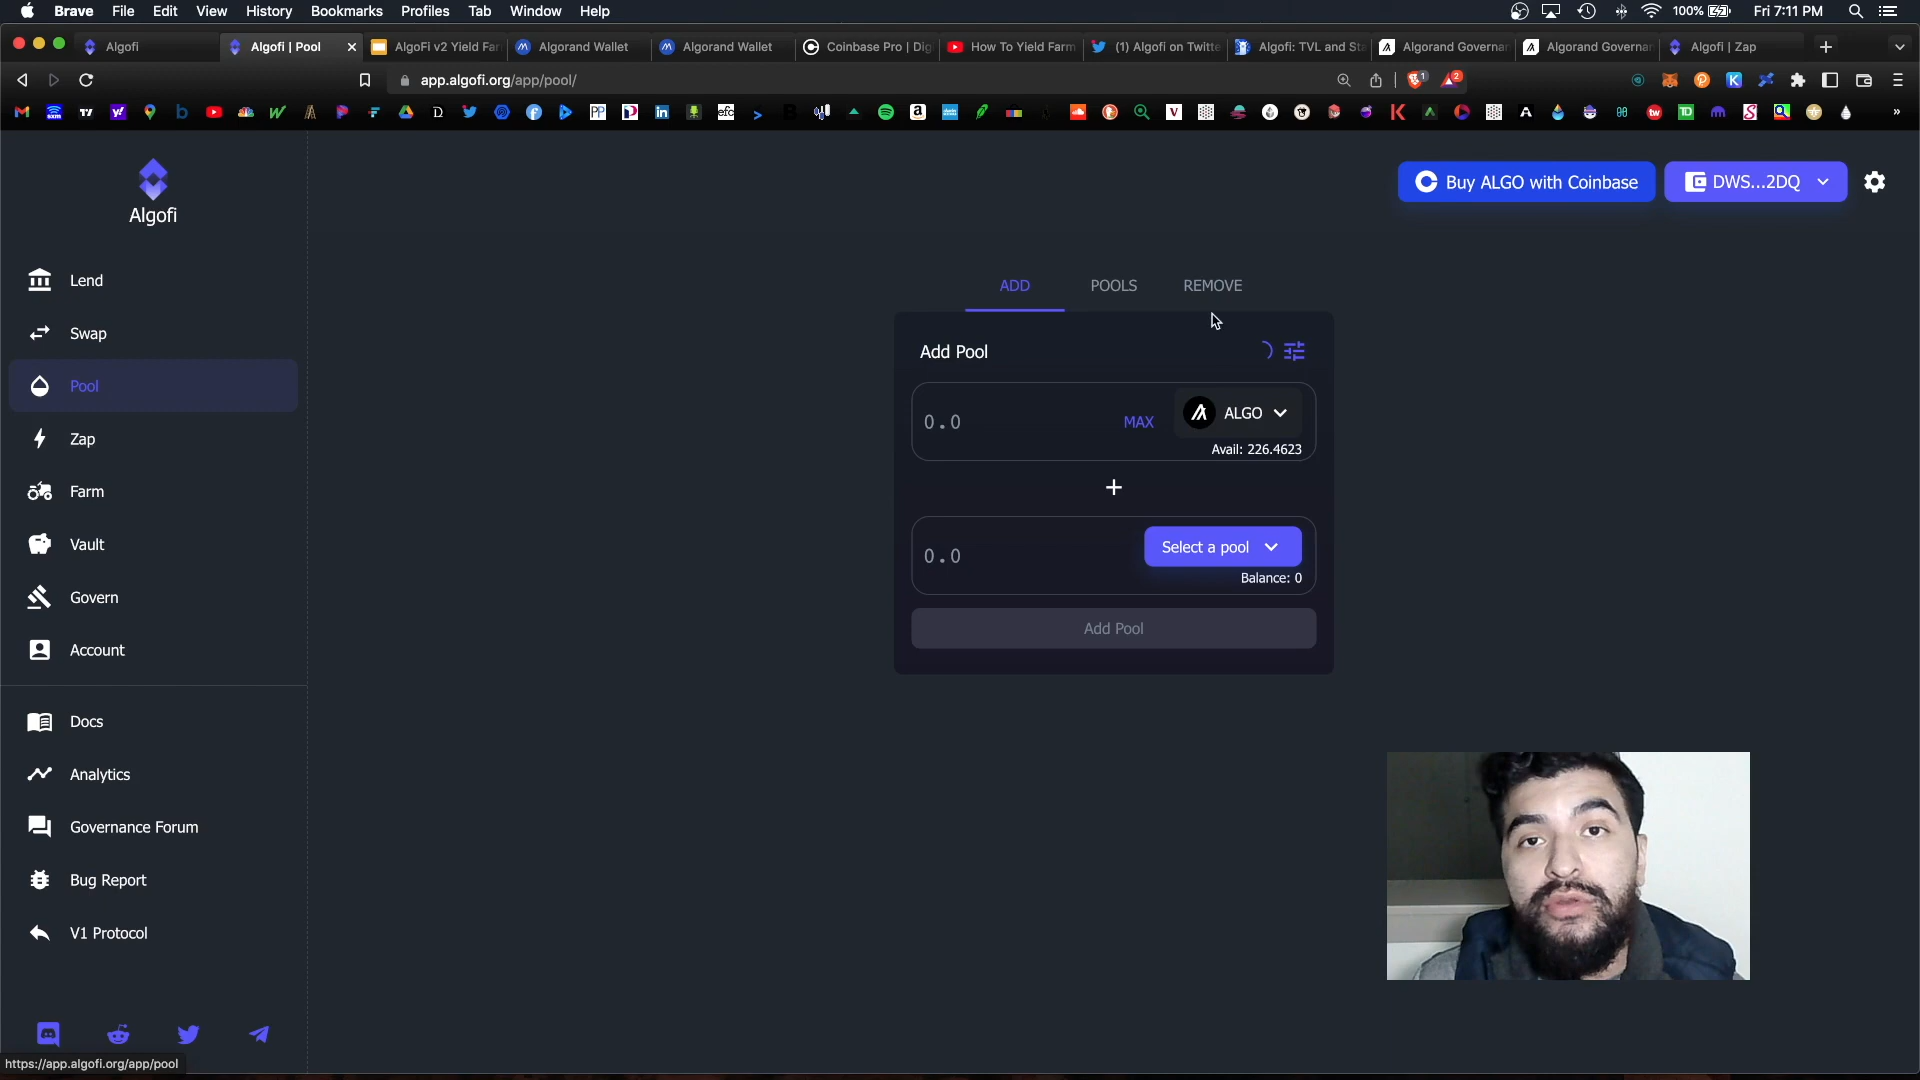 Brave File Edit View History Bookmarks Profiles Tab Window Help 100% Fri 7:11 PM
Algofi Algofi | Pool AlgoFi v2 Yield Far Algorand Wallet Algorand Wallet Coinbase Pro | Dig How To Yield Farm (1) Algofi on Twitte Algofi: TVL and Sta Algorand Governa Algorand Governa Algofi | Zap
app.algofi.org/app/pool/
Algofi
Buy ALGO with Coinbase
DWS...2DQ
Lend
Swap
Pool
Zap
Farm
Vault
Govern
Account
Docs
Analytics
Governance Forum
Bug Report
V1 Protocol
ADD POOLS REMOVE
Add Pool
0.0 MAX ALGO
Avail: 226.4623
+
0.0 Select a pool
Balance: 0
Add Pool
https://app.algofi.org/app/pool